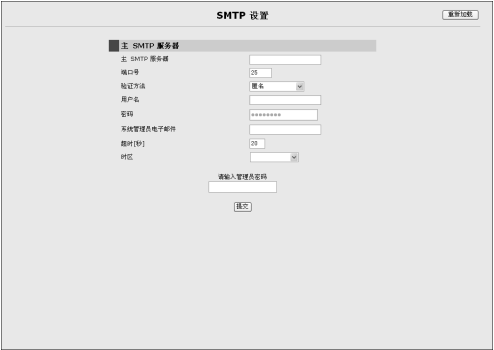 SMTP 设置
重新加载
主 SMTP 服务器
主 SMTP 服务器
端口号
25
验证方法
匿名
用户名
密码
********
系统管理员电子邮件
超时[秒]
20
时区
请输入管理员密码
提交